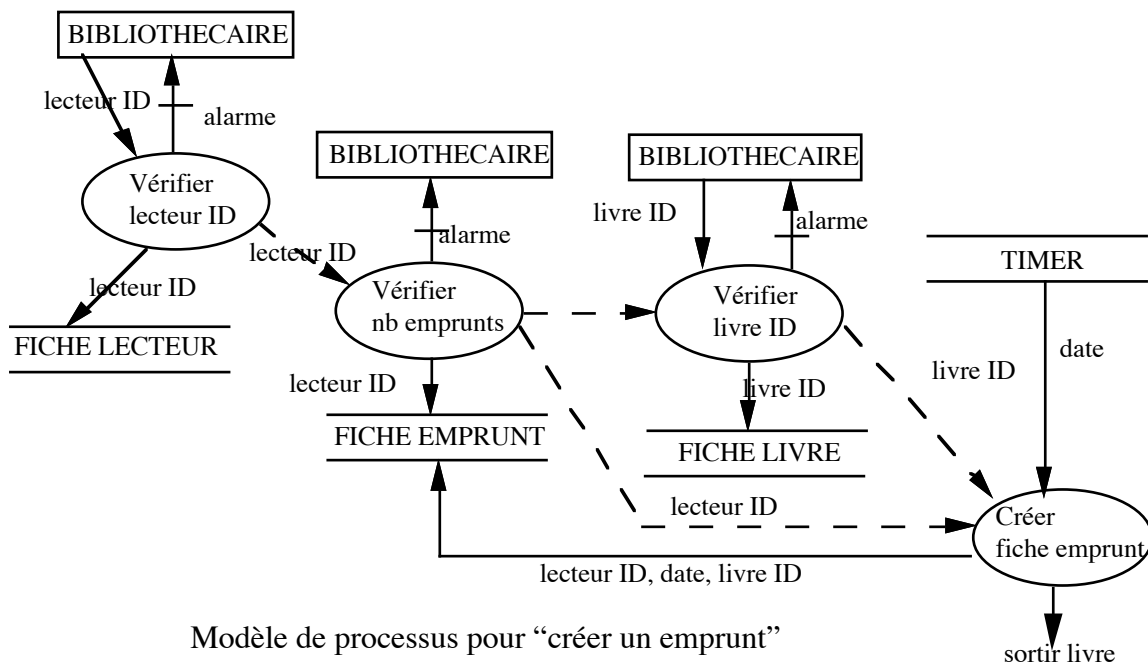 BIBLIOTHECAIRE
lecteur ID
alarme
Vérifier
lecteur ID
lecteur ID
lecteur ID
FICHE LECTEUR
BIBLIOTHECAIRE
alarme
Vérifier
nb emprunts
lecteur ID
FICHE EMPRUNT
BIBLIOTHECAIRE
livre ID
alarme
Vérifier
livre ID
livre ID
FICHE LIVRE
TIMER
date
livre ID
lecteur ID
Créer
fiche emprunt
lecteur ID, date, livre ID
sortir livre
Modèle de processus pour “créer un emprunt”